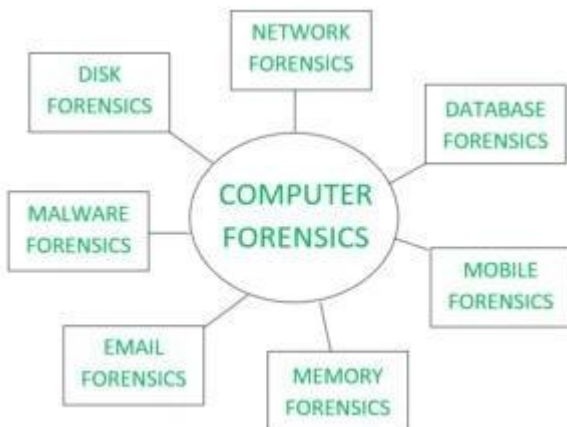 NETWORK
FORENSICS
DISK
FORENSICS
DATABASE
FORENSICS
COMPUTER
FORENSICS
MALWARE
FORENSICS
MOBILE
FORENSICS
EMAIL
FORENSICS
MEMORY
FORENSICS